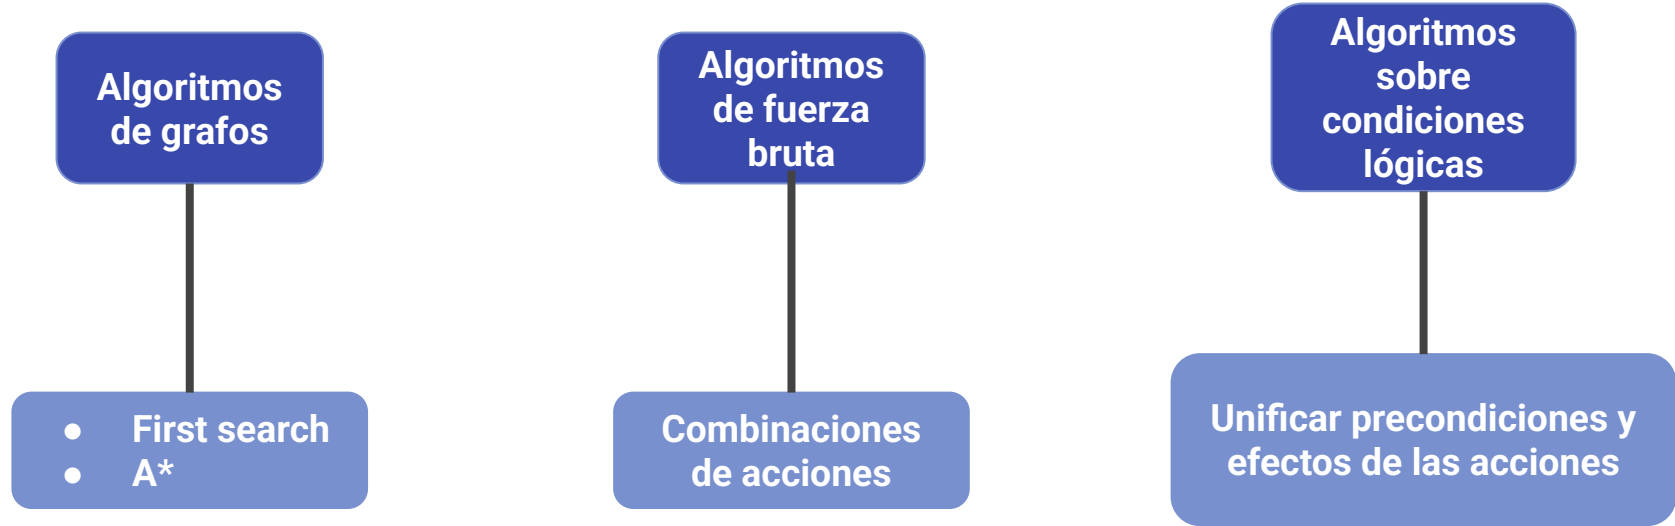 Algoritmos
de grafos
● First search
● A*
Algoritmos
de fuerza
bruta
Combinaciones
de acciones
Algoritmos
sobre
condiciones
lógicas
Unificar precondiciones y
efectos de las acciones